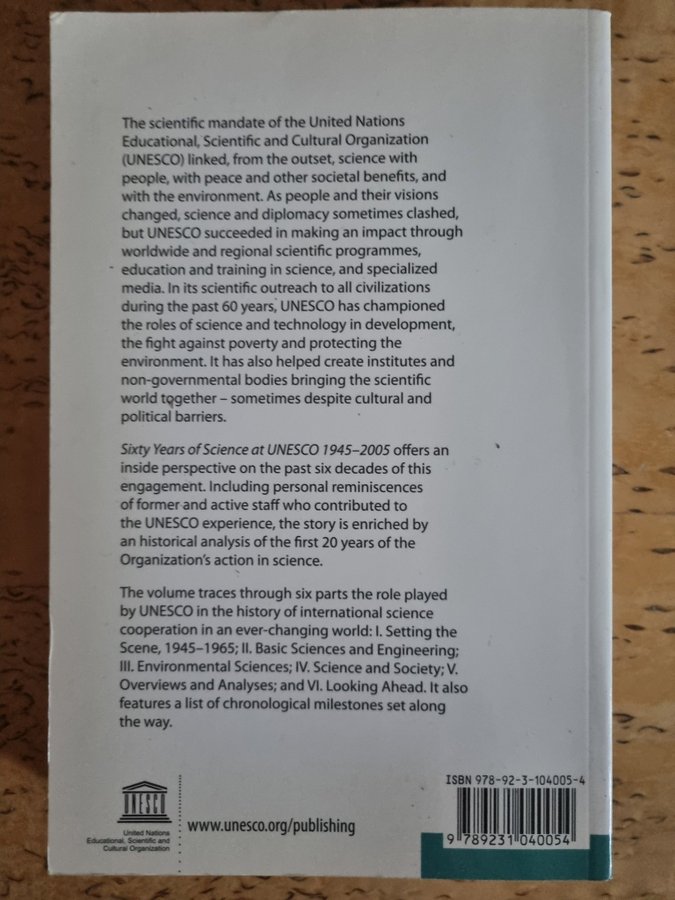 The scientific mandate of the United Nations
Educational, Scientific and Cultural Organization
(UNESCO) linked, from the outset, science with
people, with peace and other societal benefits, and
with the environment. As people and their visions
changed, science and diplomacy sometimes clashed,
but UNESCO succeeded in making an impact through
worldwide and regional scientific programmes,
education and training in science, and specialized
media. In its scientific outreach to all civilizations
during the past 60 years, UNESCO has championed
the roles of science and technology in development,
the fight against poverty and protecting the
environment. It has also helped create institutes and
non-governmental bodies bringing the scientific
world together – sometimes despite cultural and
political barriers.
Sixty Years of Science at UNESCO 1945–2005 offers an
inside perspective on the past six decades of this
engagement. Including personal reminiscences
of former and active staff who contributed to
the UNESCO experience, the story is enriched by
an historical analysis of the first 20 years of the
Organization's action in science.
The volume traces through six parts the role played
by UNESCO in the history of international science
cooperation in an ever-changing world: I. Setting the
Scene, 1945–1965; II. Basic Sciences and Engineering;
III. Environmental Sciences; IV. Science and Society; V.
Overviews and Analyses; and VI. Looking Ahead. It also
features a list of chronological milestones set along
the way.
UNESCO
United Nations
Educational, Scientific and
Cultural Organization
www.unesco.org/publishing
ISBN 978-92-3-104005-4
9 789231 040054